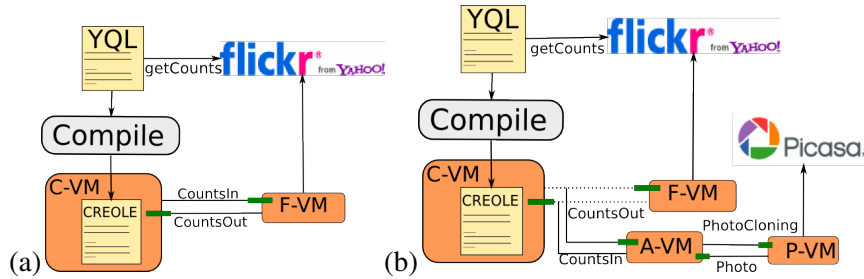 YQL
getCounts
flickr® from YAHOO!
Compile
C-VM
CREOLE
CountsIn
CountsOut
F-VM
(a)
YQL
getCounts
flickr® from YAHOO!
Compile
Picasa
C-VM
CREOLE
F-VM
CountsOut
PhotoCloning
A-VM
CountsIn
Photo
P-VM
(b)